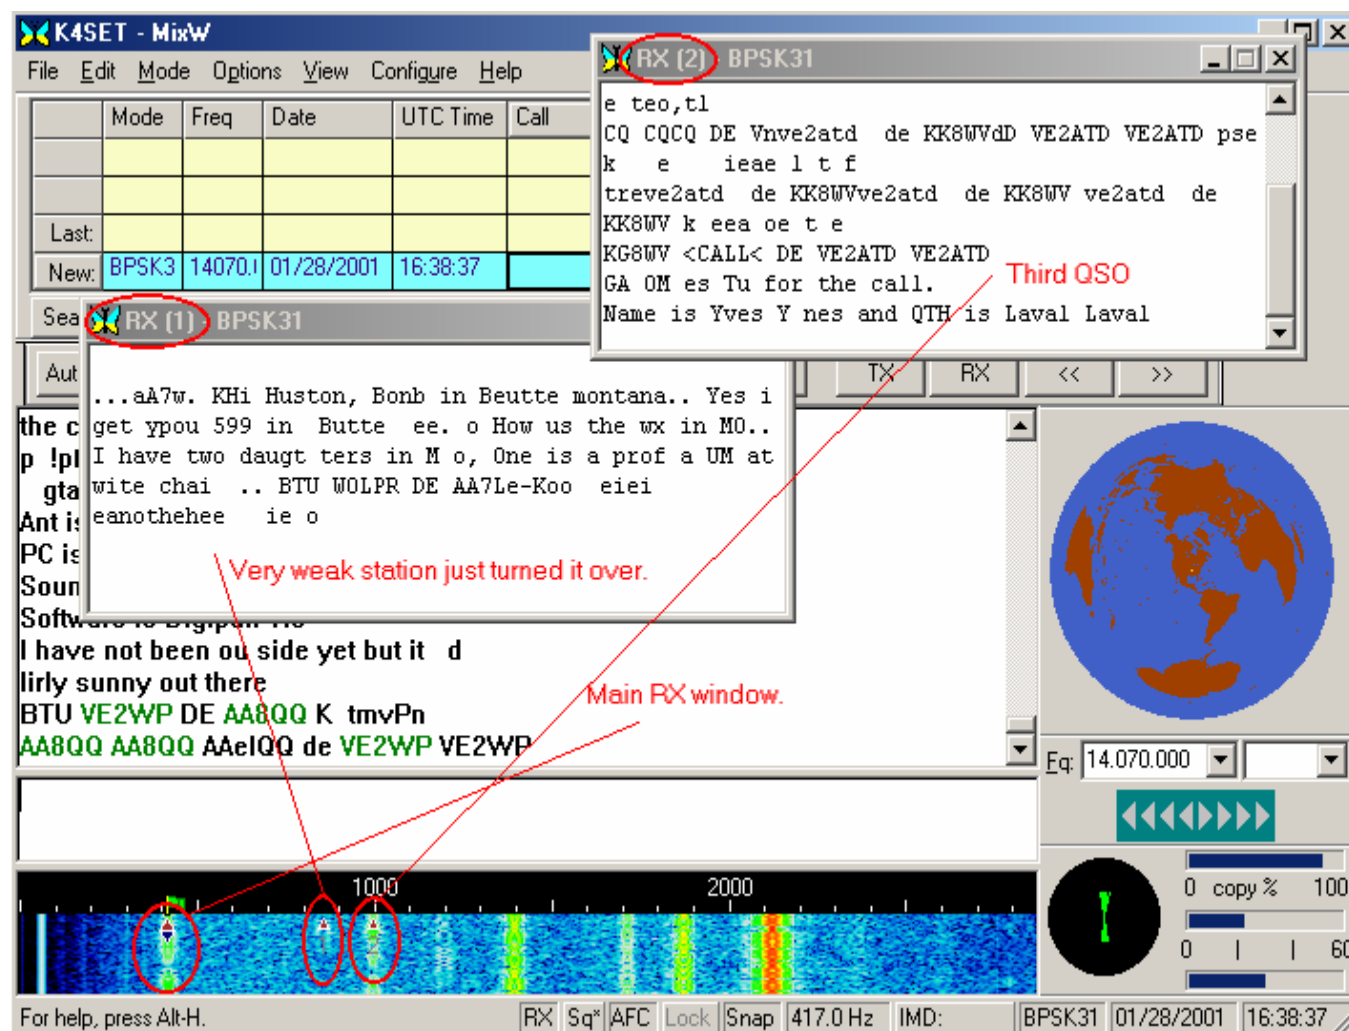 K4SET - MixW
File Edit Mode Options View Configure Help
Mode Freq Date UTC Time Call
Last:
New: BPSK3 14070.( 01/28/2001 16:38:37
Sea
RX (2) - BPSK31
e teo,tl
CQ CQCQ DE Vnve2atd de KK8WVdD VE2ATD VE2ATD pse
k e ieae l t f
treve2atd de KK8WVve2atd de KK8WV ve2atd de
KK8WV k eea oe t e
KG8WV <CALL< DE VE2ATD VE2ATD
GA OM es Tu for the call.
Name is Yves Y nes and QTH is Laval Laval
Third QSO
RX (1) - BPSK31
...aA7w. KHi Huston, Bonb in Beutte montana.. Yes i
get ypou 599 in Butte ee. o How us the wx in MO..
I have two daugt ters in M o, One is a prof a UM at
wite chai .. BTU WOLPR DE AA7Le-Koo eiei
eanothehee ie o
Very weak station just turned it over.
Aut TX RX << >>
the c
p !pl
gta
Ant is
PC is
Soun
I have not been ou side yet but it d
lirly sunny out there
BTU VE2WP DE AA8QQ K tmvPn
AA8QQ AA8QQ AAelQQ de VE2WP VE2WP
Main RX window.
Fq: 14.070.000
1000 2000
0 copy % 100
0 | | 60
For help, press Alt-H. RX Sq* AFC Lock Snap 417.0 Hz IMD: BPSK31 01/28/2001 16:38:37